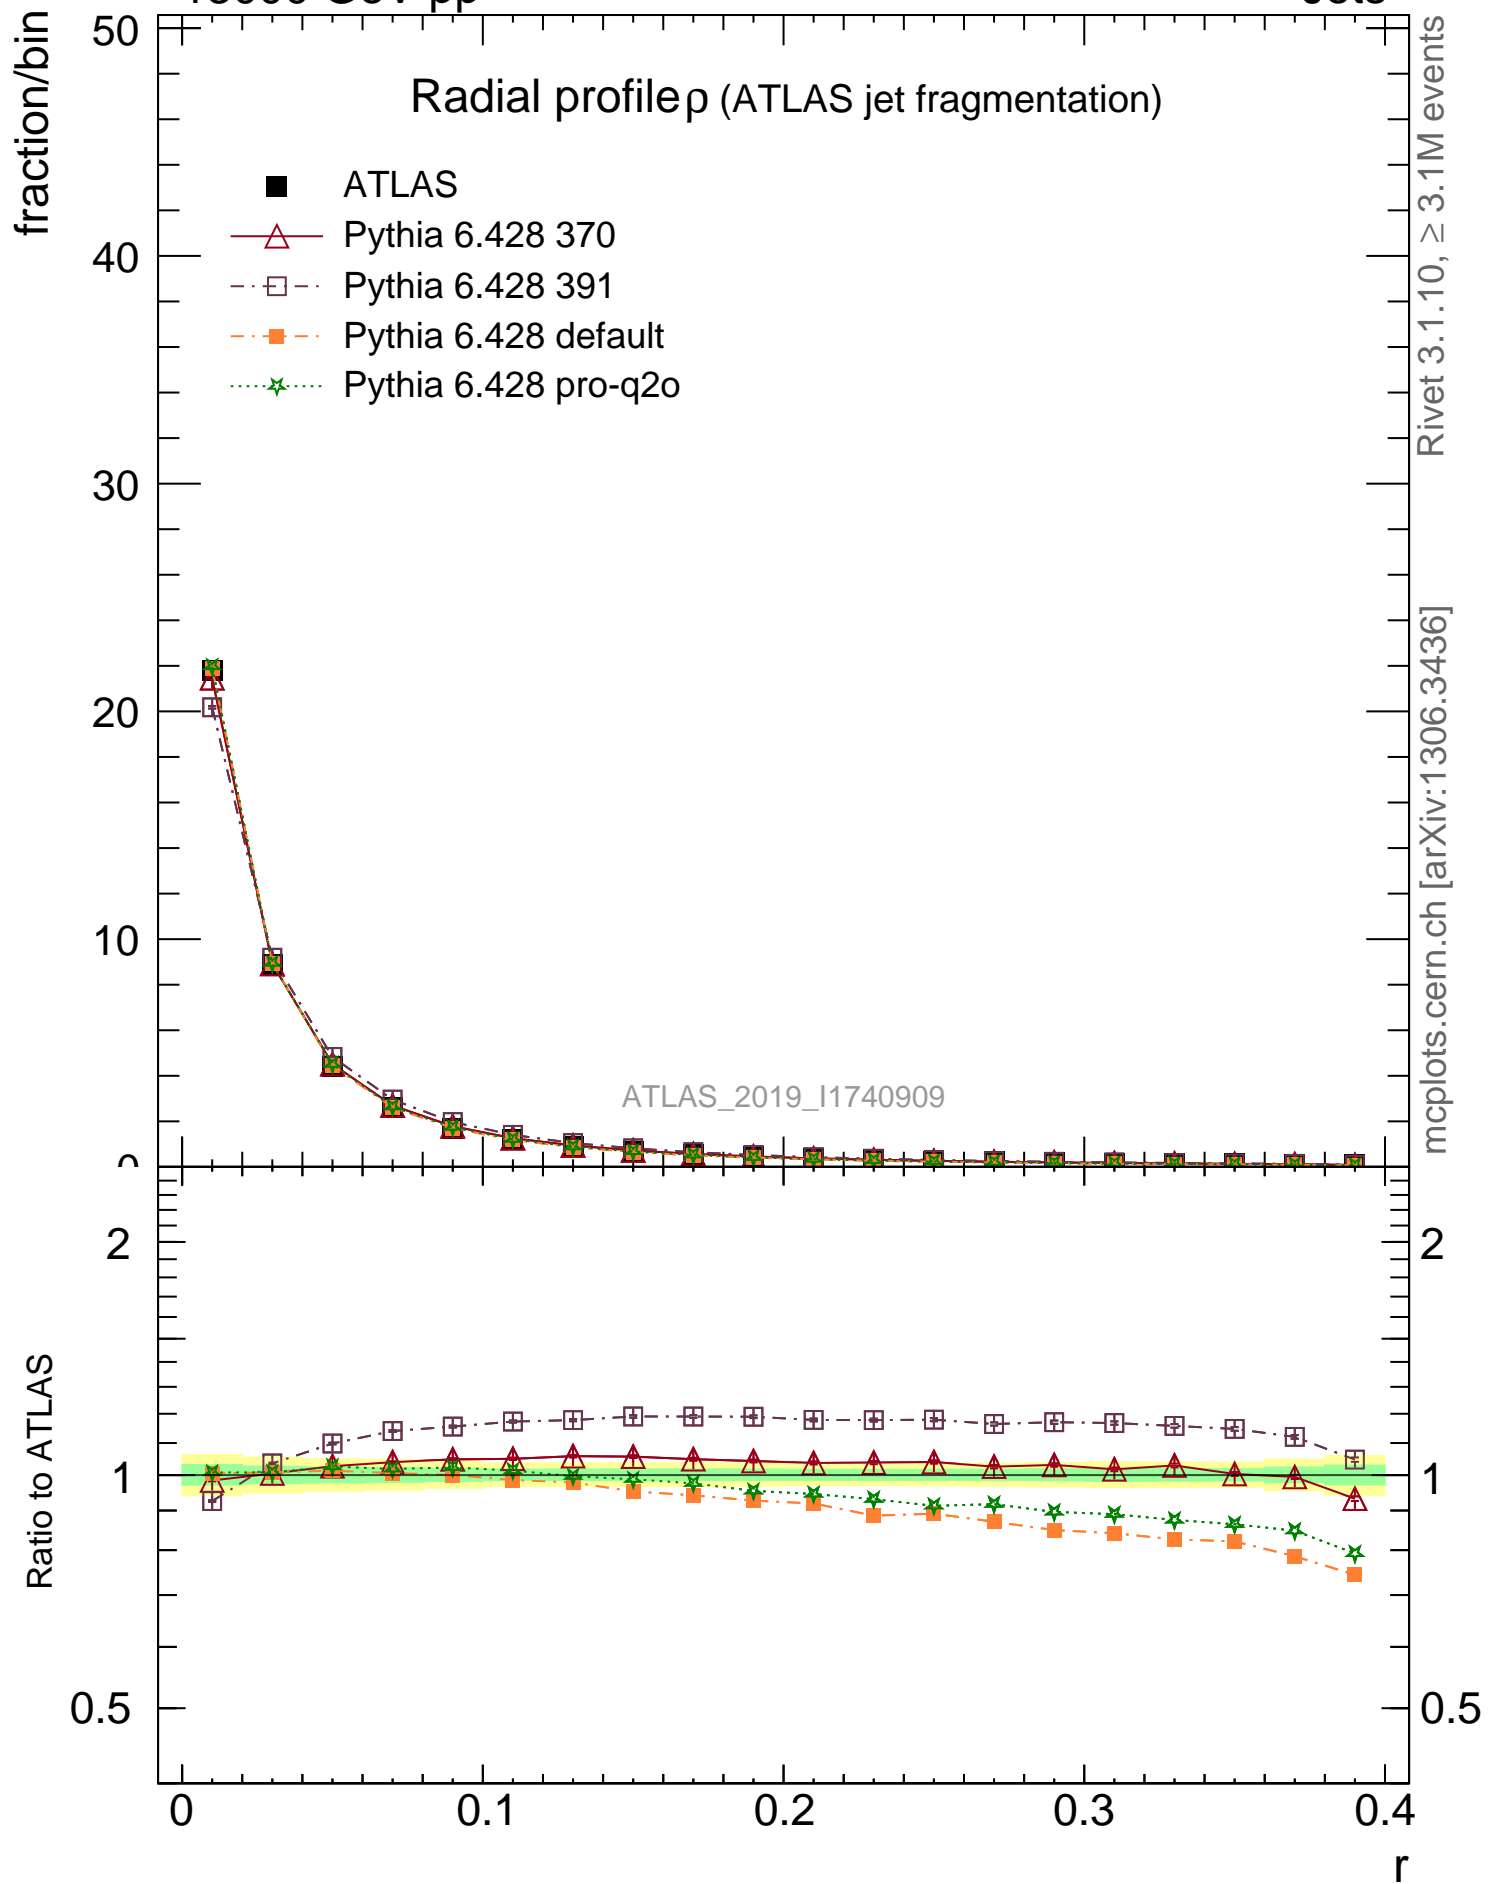 fraction/bin
50
40
30
20
10
Radial profile ρ (ATLAS jet fragmentation)
ATLAS
Pythia 6.428 370
Pythia 6.428 391
Pythia 6.428 default
Pythia 6.428 pro-q2o
ATLAS_2019_I1740909
Rivet 3.1.10, ≥ 3.1M events
mcplots.cern.ch [arXiv:1306.3436]
Ratio to ATLAS
2
1
0.5
2
1
0.5
0
0.1
0.2
0.3
0.4
r